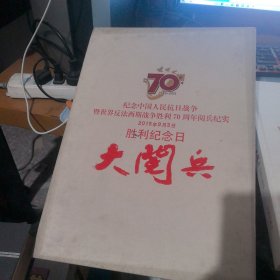 70
纪念中国人民抗日战争
暨世界反法西斯战争胜利70周年阅兵纪实
2015年9月3日
胜利纪念日
大阅兵